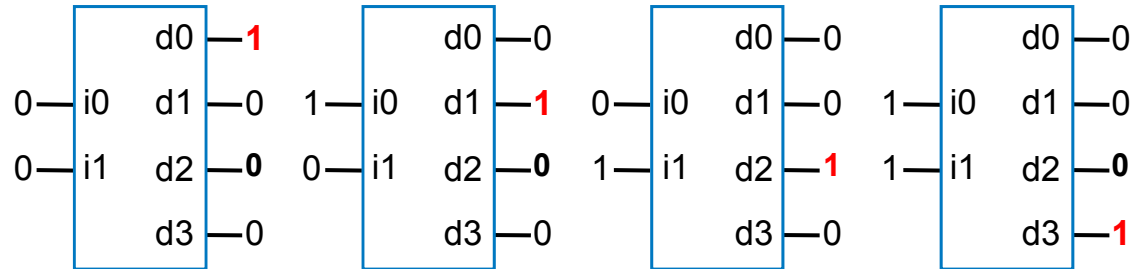 d0 1 d0 0 d0 0 d0 0
0 i0 d1 0 1 i0 d1 1 0 i0 d1 0 1 i0 d1 0
0 i1 d2 0 0 i1 d2 0 1 i1 d2 1 1 i1 d2 0
d3 0 d3 0 d3 0 d3 1